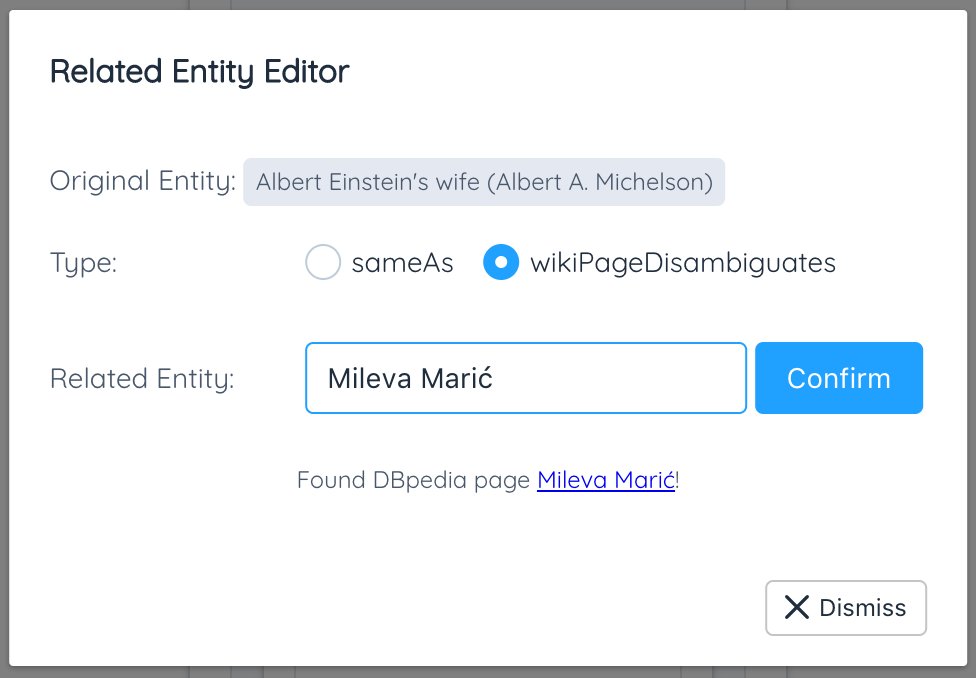 Related Entity Editor
Original Entity: Albert Einstein's wife (Albert A. Michelson)
Type: sameAs wikiPageDisambiguates
Related Entity: Mileva Marić Confirm
Found DBpedia page Mileva Marić!
Dismiss